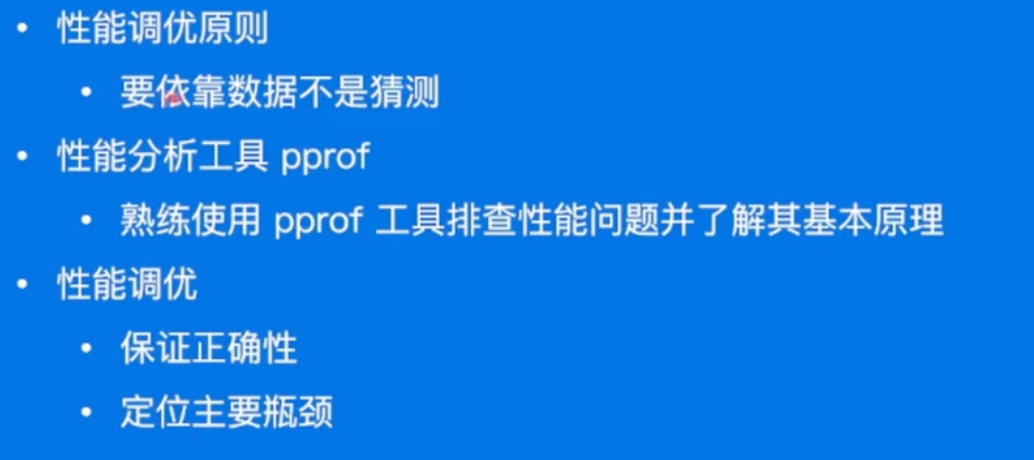 • 性能调优原则
• 要依靠数据不是猜测
• 性能分析工具 pprof
• 熟练使用 pprof 工具排查性能问题并了解其基本原理
• 性能调优
• 保证正确性
• 定位主要瓶颈